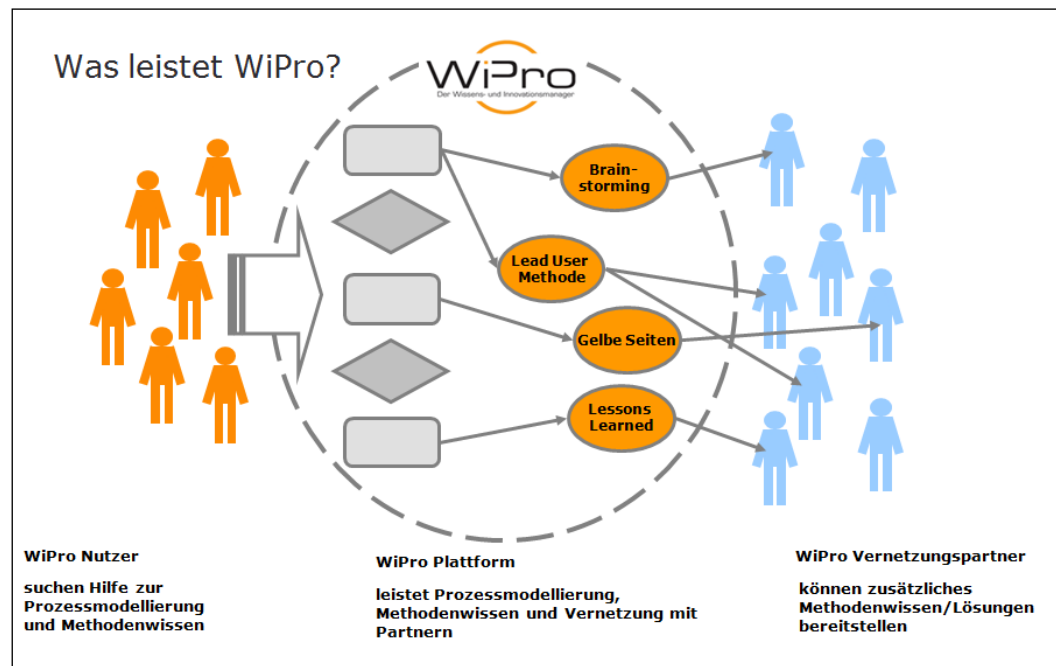 Was leistet WiPro?
WiPro
Der Wissens- und Innovationsmanager
Brain-
storming
Lead User
Methode
Gelbe Seiten
Lessons
Learned
WiPro Nutzer
suchen Hilfe zur
Prozessmodellierung
und Methodenwissen
WiPro Plattform
leistet Prozessmodellierung,
Methodenwissen und Vernetzung mit
Partnern
WiPro Vernetzungspartner
können zusätzliches
Methodenwissen/Lösungen
bereitstellen